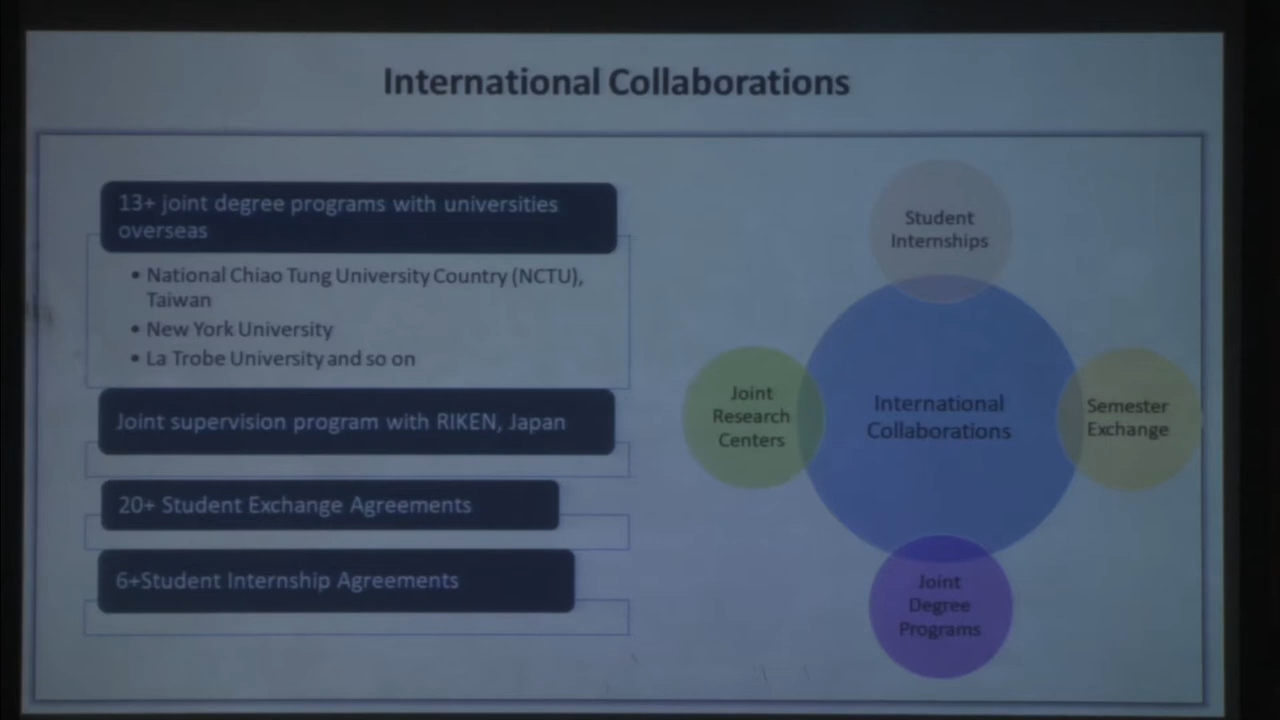 International Collaborations
13+ joint degree programs with universities
overseas
• National Chiao Tung University Country (NCTU),
Taiwan
• New York University
• La Trobe University and so on
Joint supervision program with RIKEN, Japan
20+ Student Exchange Agreements
6+Student Internship Agreements
Student
Internships
Joint
Research
Centers
International
Collaborations
Semester
Exchange
Joint
Degree
Programs